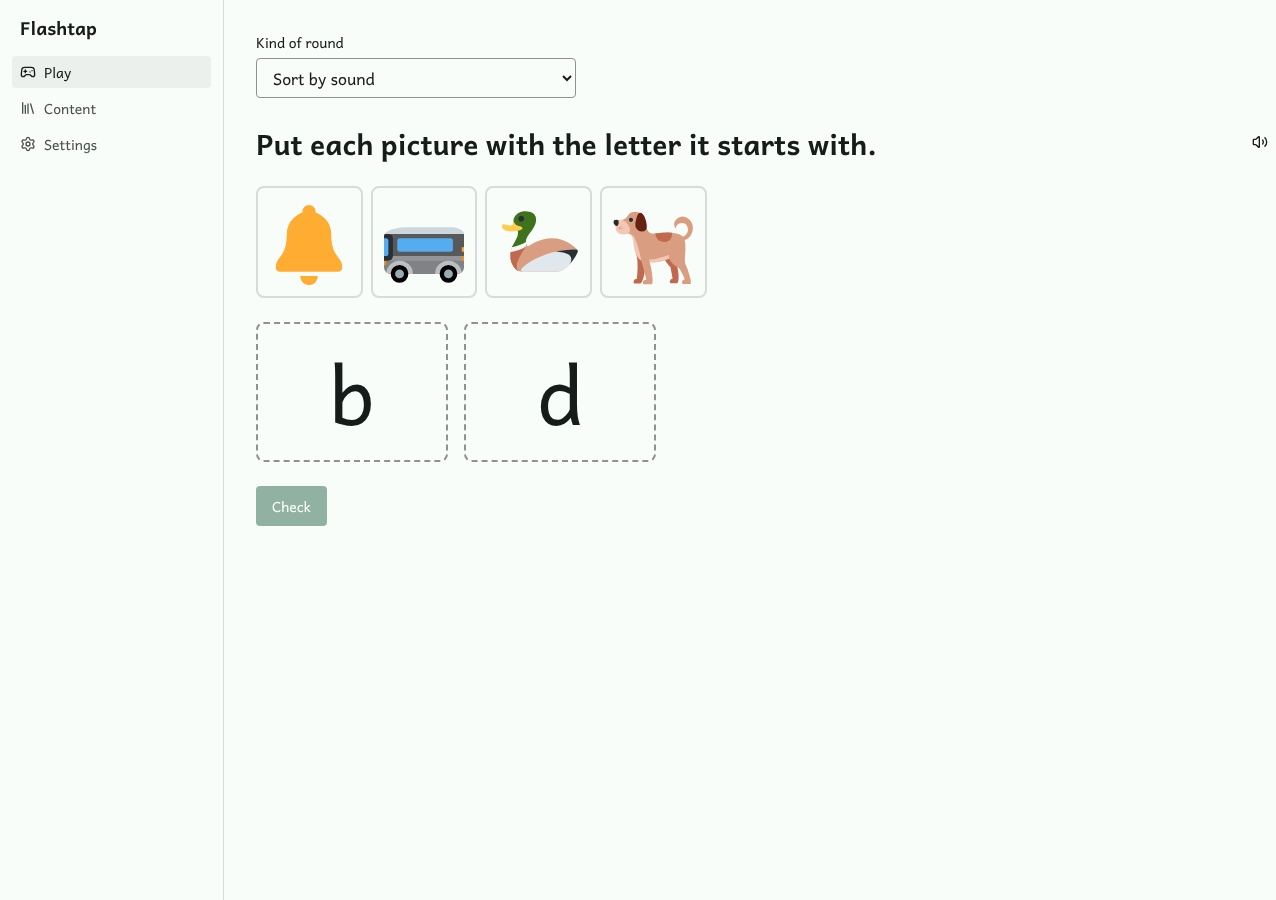 Flashtap
Play
Content
Settings
Kind of round
Sort by sound
Put each picture with the letter it starts with.
b
d
Check